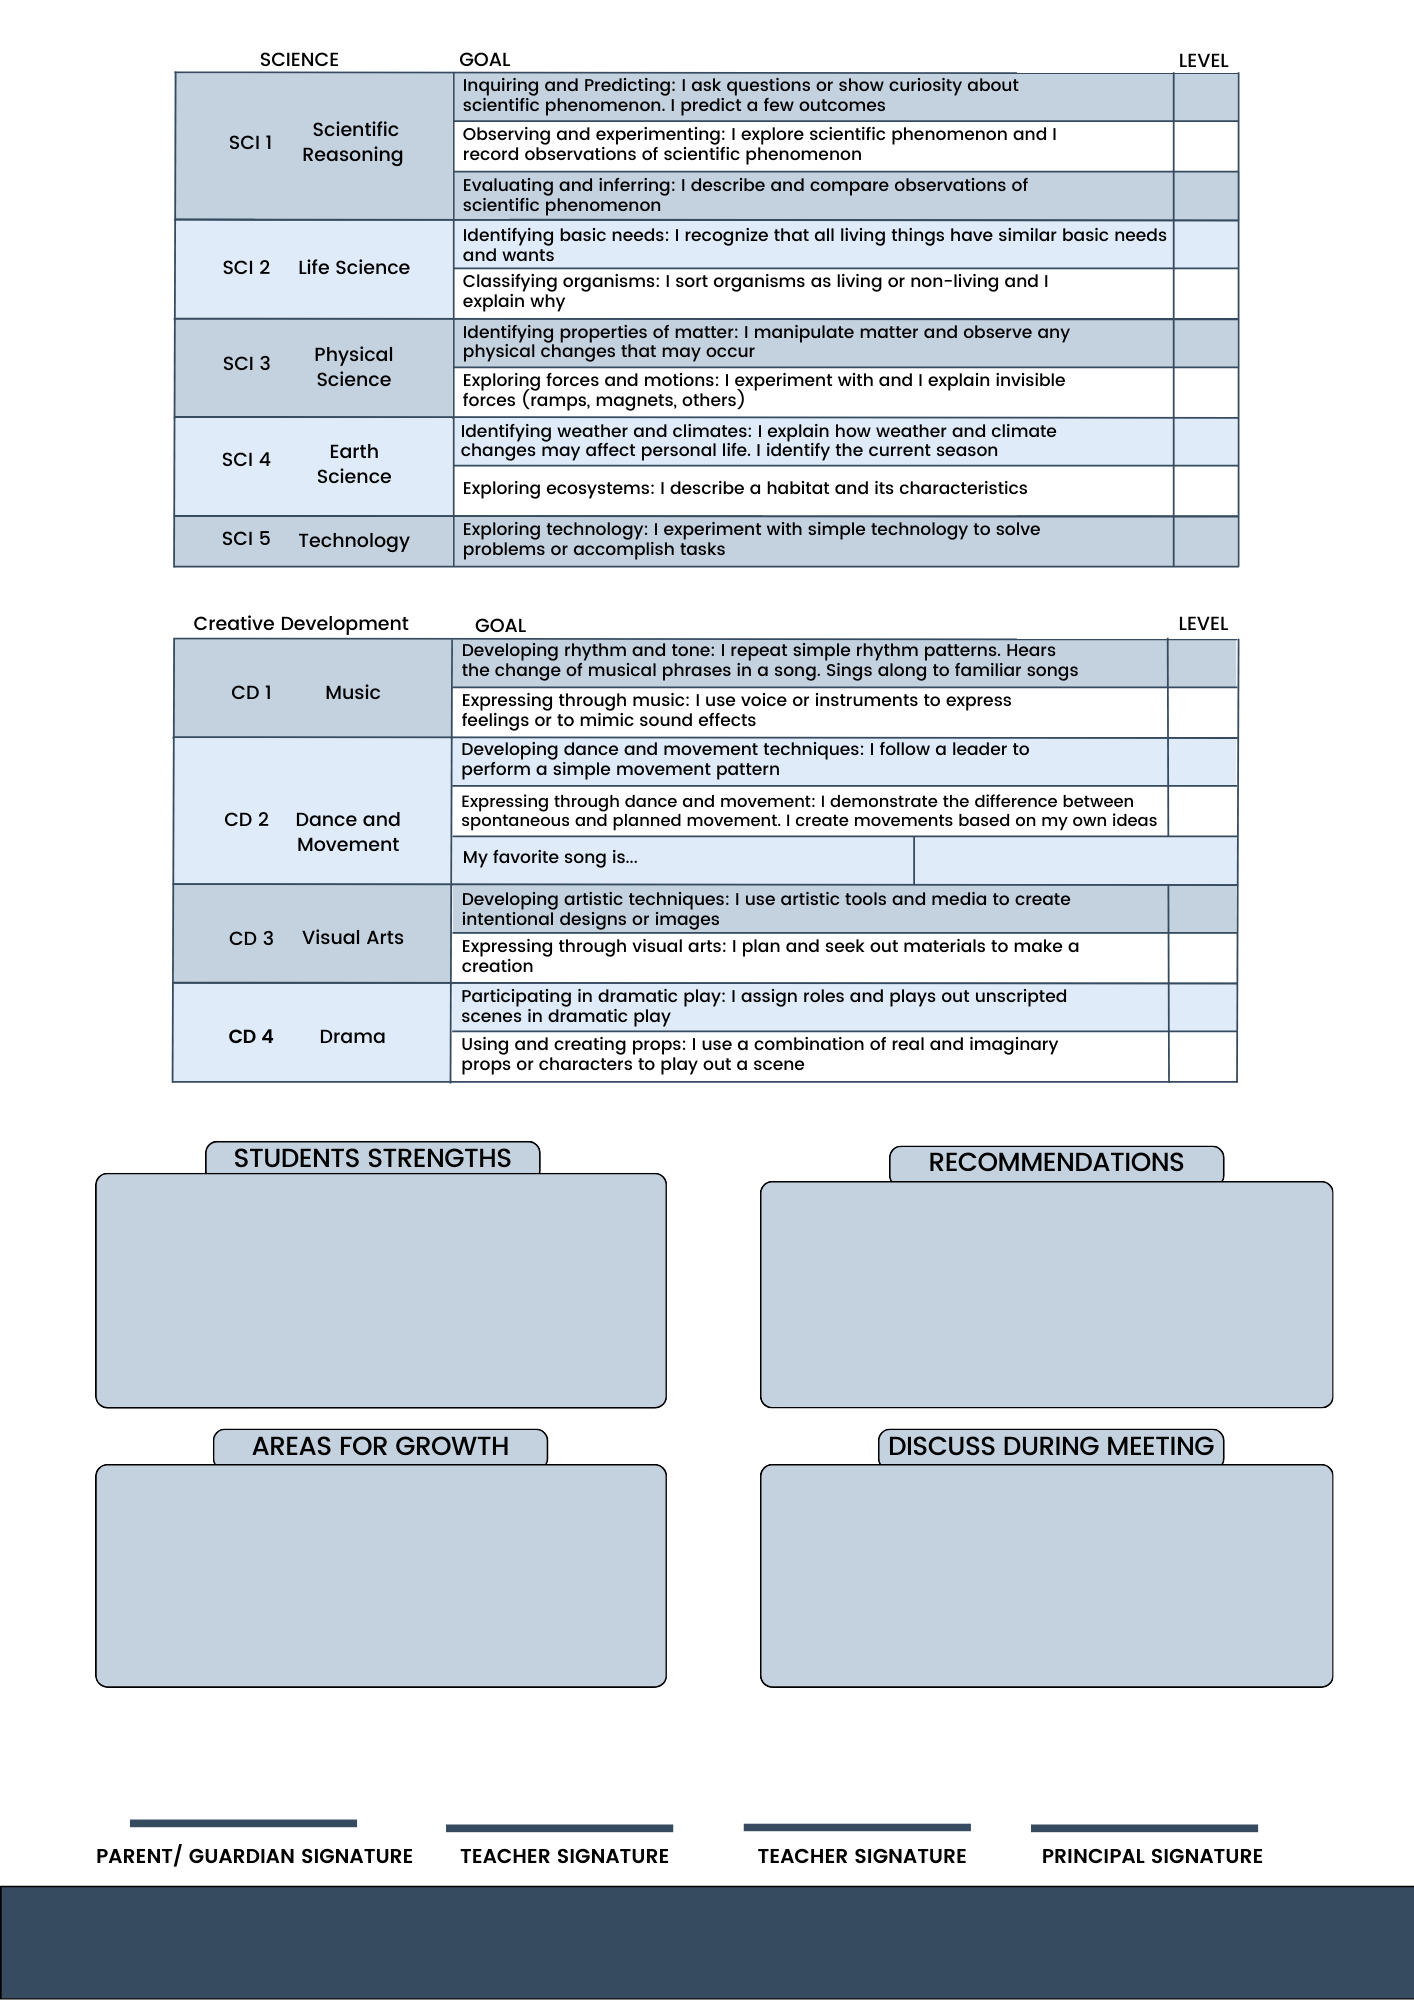 SCIENCE GOAL LEVEL
SCI 1 Scientific
Reasoning
Inquiring and Predicting: I ask questions or show curiosity about
scientific phenomenon. I predict a few outcomes
Observing and experimenting: I explore scientific phenomenon and I
record observations of scientific phenomenon
Evaluating and inferring: I describe and compare observations of
scientific phenomenon
SCI 2 Life Science
Identifying basic needs: I recognize that all living things have similar basic needs
and wants
Classifying organisms: I sort organisms as living or non-living and I
explain why
SCI 3 Physical
Science
Identifying properties of matter: I manipulate matter and observe any
physical changes that may occur
Exploring forces and motions: I experiment with and I explain invisible
forces (ramps, magnets, others)
SCI 4 Earth
Science
Identifying weather and climates: I explain how weather and climate
changes may affect personal life. I identify the current season
Exploring ecosystems: I describe a habitat and its characteristics
SCI 5 Technology
Exploring technology: I experiment with simple technology to solve
problems or accomplish tasks
Creative Development GOAL LEVEL
CD 1 Music
Developing rhythm and tone: I repeat simple rhythm patterns. Hears
the change of musical phrases in a song. Sings along to familiar songs
Expressing through music: I use voice or instruments to express
feelings or to mimic sound effects
CD 2 Dance and
Movement
Developing dance and movement techniques: I follow a leader to
perform a simple movement pattern
Expressing through dance and movement: I demonstrate the difference between
spontaneous and planned movement. I create movements based on my own ideas
My favorite song is...
CD 3 Visual Arts
Developing artistic techniques: I use artistic tools and media to create
intentional designs or images
Expressing through visual arts: I plan and seek out materials to make a
creation
CD 4 Drama
Participating in dramatic play: I assign roles and plays out unscripted
scenes in dramatic play
Using and creating props: I use a combination of real and imaginary
props or characters to play out a scene
STUDENTS STRENGTHS
RECOMMENDATIONS
AREAS FOR GROWTH
DISCUSS DURING MEETING
PARENT/ GUARDIAN SIGNATURE
TEACHER SIGNATURE
TEACHER SIGNATURE
PRINCIPAL SIGNATURE